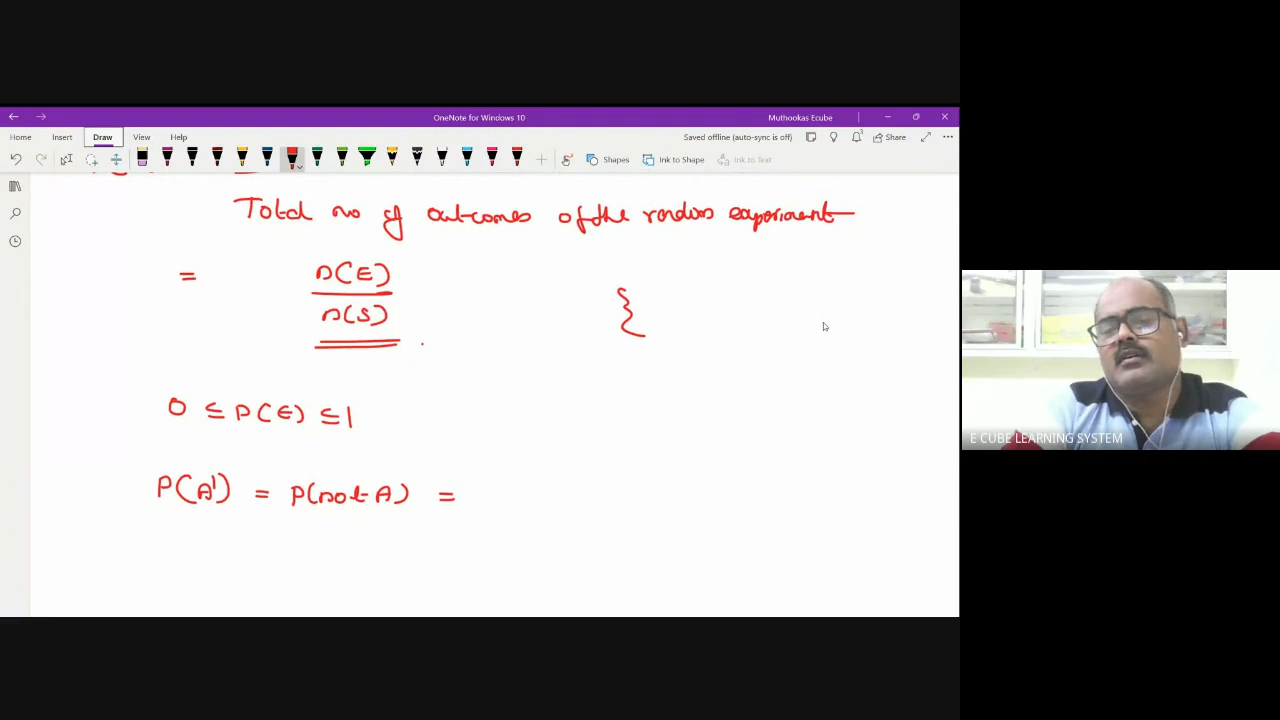 OneNote for Windows 10
Muthookas Ecube
Home Insert Draw View Help
Saved offline (auto-sync is off) Share
Shapes Ink to Shape Ink to Text
Total no of outcomes of the random experiment
= n(E)
n(S)
{
0 ≤ P(E) ≤ 1
P(A') = P(not A) =
E CUBE LEARNING SYSTEM